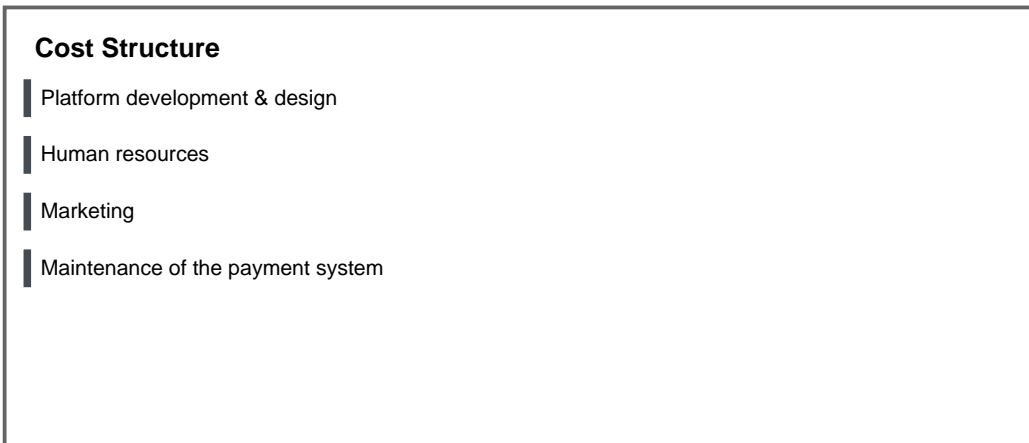 Cost Structure
Platform development & design
Human resources
Marketing
Maintenance of the payment system